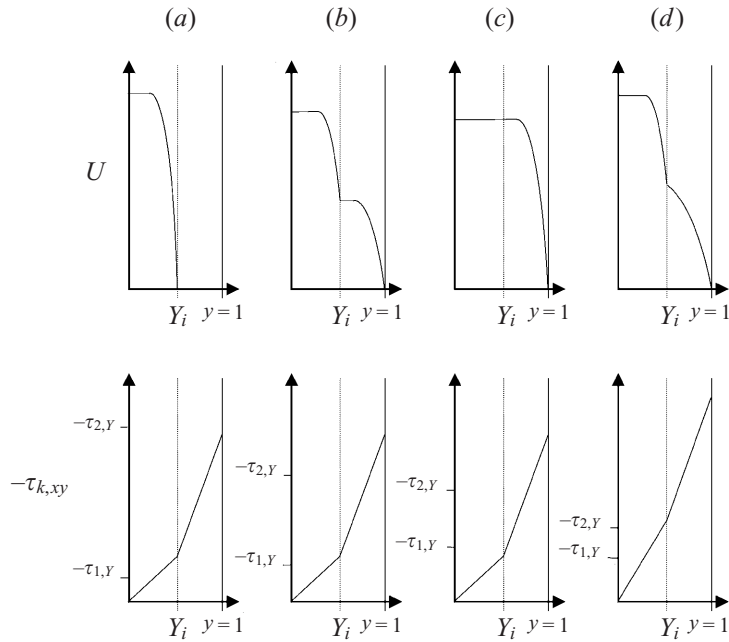 (a) (b) (c) (d)
U
Y_i y = 1 Y_i y = 1 Y_i y = 1 Y_i y = 1
−τ_{k,xy}
−τ_{2,Y} −τ_{2,Y} −τ_{2,Y} −τ_{2,Y}
−τ_{1,Y} −τ_{1,Y} −τ_{1,Y} −τ_{1,Y}
Y_i y = 1 Y_i y = 1 Y_i y = 1 Y_i y = 1